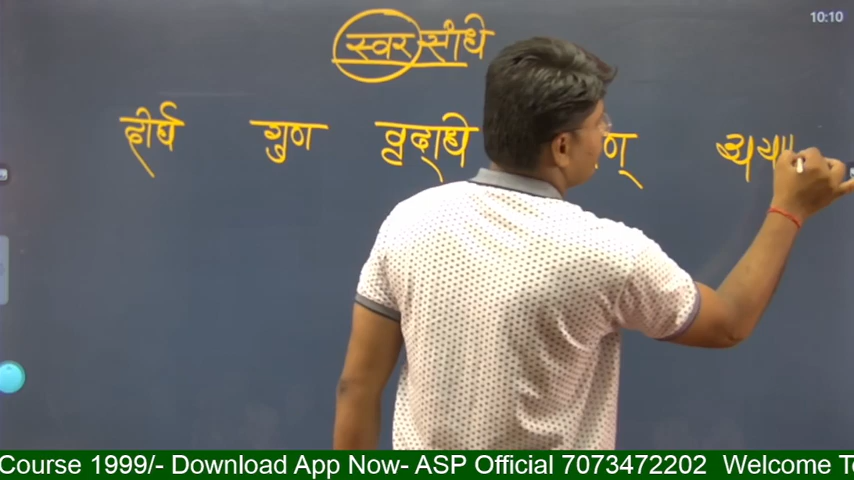 10:10
स्वर संधि
दीर्घ गुण वृद्धि
Course 1999/- Download App Now- ASP Official 7073472202 Welcome